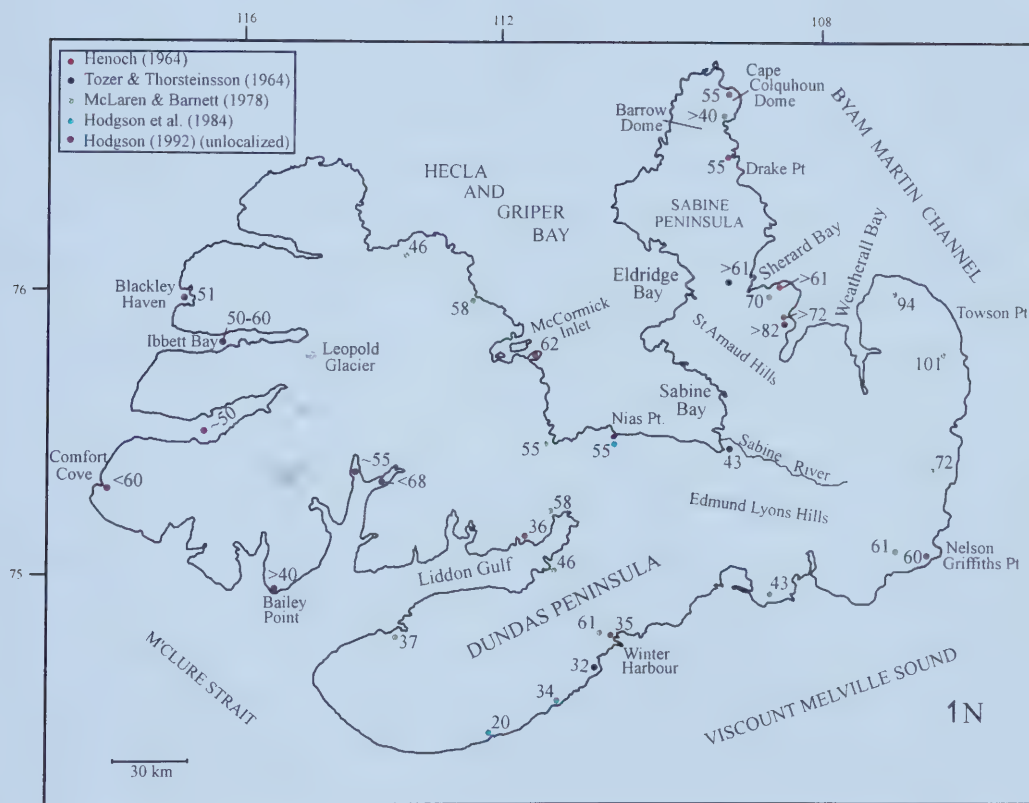 116
112
108
Henoch (1964)
Tozer & Thorsteinsson (1964)
McLaren & Barnett (1978)
Hodgson et al. (1984)
Hodgson (1992) (unlocalized)
Cape
Colquhoun
Dome
55
>40
Barrow
Dome
55
Drake Pt
BYAM MARTIN CHANNEL
HECLA
AND
GRIPER
BAY
SABINE
PENINSULA
46
Sherard Bay
Weatherall Bay
>61
>61
Eldridge
Bay
76
Blackley
Haven
51
58
70
>72
>82
94
Towson Pt
50-60
Ibbett Bay
McCormick
Inlet
62
St Arnaud Hills
Leopold
Glacier
101
Sabine
Bay
~50
Nias Pt.
55
55
43
Sabine River
72
Comfort
Cove
<60
~55
<68
Edmund Lyons Hills
58
36
61
60
Nelson
Griffiths Pt
75
>40
Bailey
Point
Liddon Gulf
46
43
DUNDAS PENINSULA
37
61
35
Winter
Harbour
32
M'CLURE STRAIT
34
20
VISCOUNT MELVILLE SOUND
1N
30 km